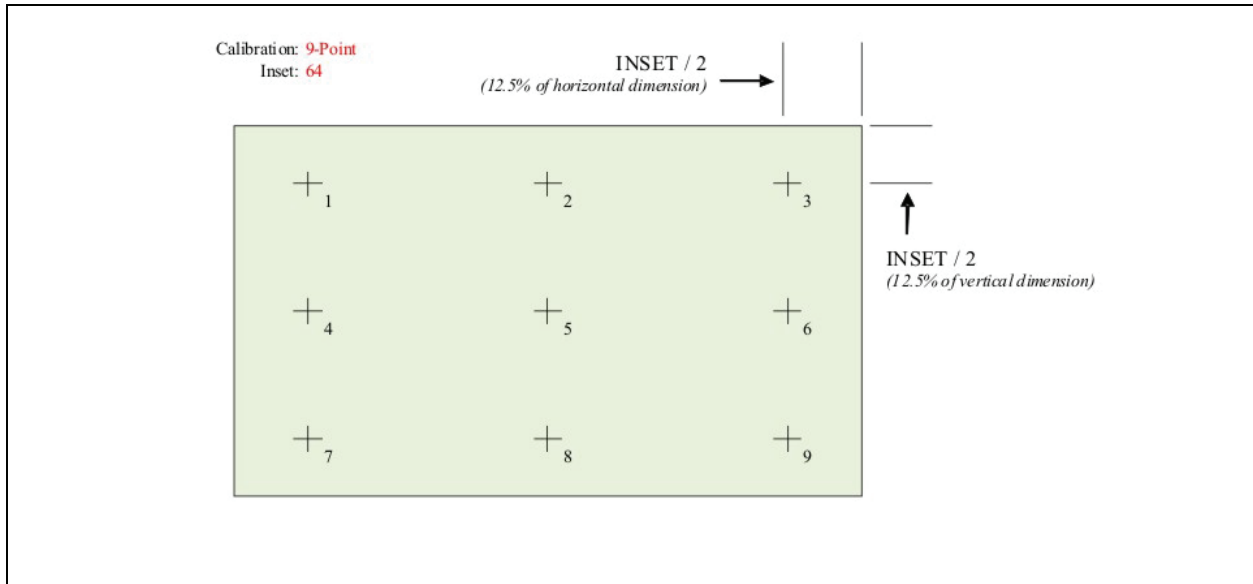 Calibration: 9-Point
Inset: 64
INSET / 2
(12.5% of horizontal dimension)
1
2
3
INSET / 2
(12.5% of vertical dimension)
4
5
6
7
8
9